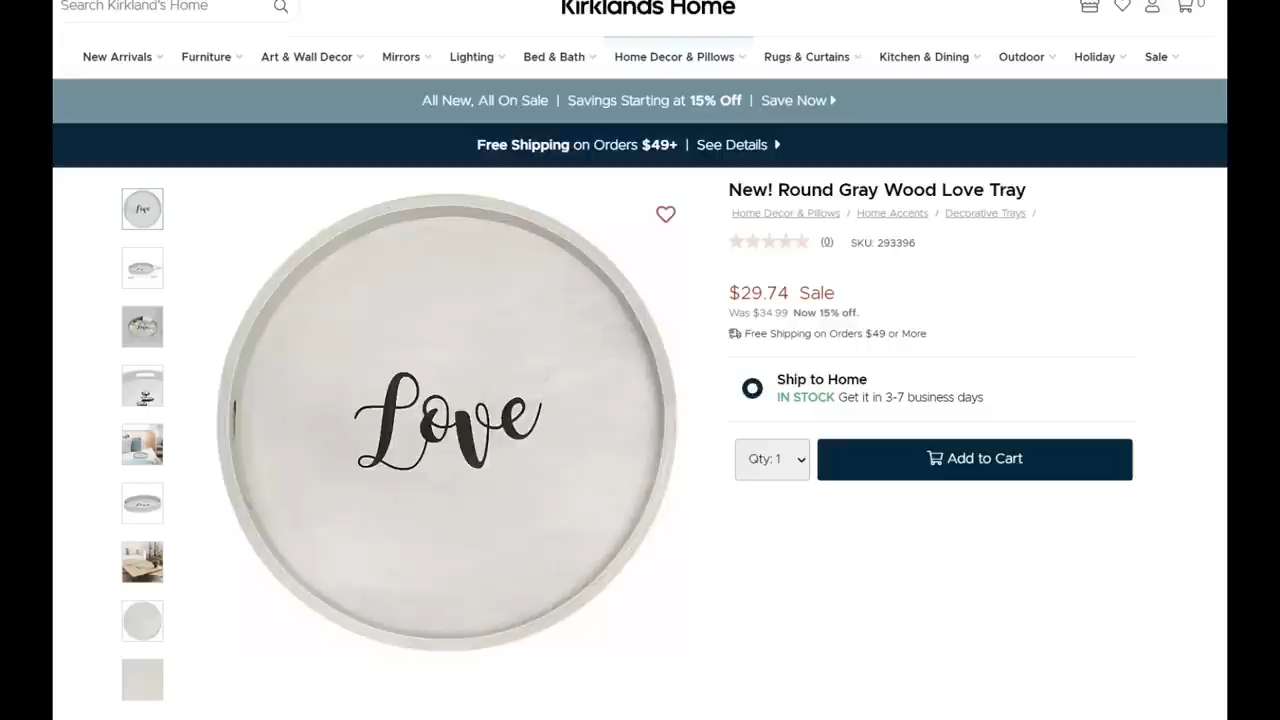 Search Kirkland's Home
Kirklands Home
0
New Arrivals
Furniture
Art & Wall Decor
Mirrors
Lighting
Bed & Bath
Home Decor & Pillows
Rugs & Curtains
Kitchen & Dining
Outdoor
Holiday
Sale
All New, All On Sale | Savings Starting at 15% Off | Save Now
Free Shipping on Orders $49+ | See Details
New! Round Gray Wood Love Tray
Home Decor & Pillows / Home Accents / Decorative Trays /
(0) SKU: 293396
$29.74 Sale
Was $34.99 Now 15% off.
Free Shipping on Orders $49 or More
Ship to Home
IN STOCK Get it in 3-7 business days
Qty: 1
Add to Cart
Love